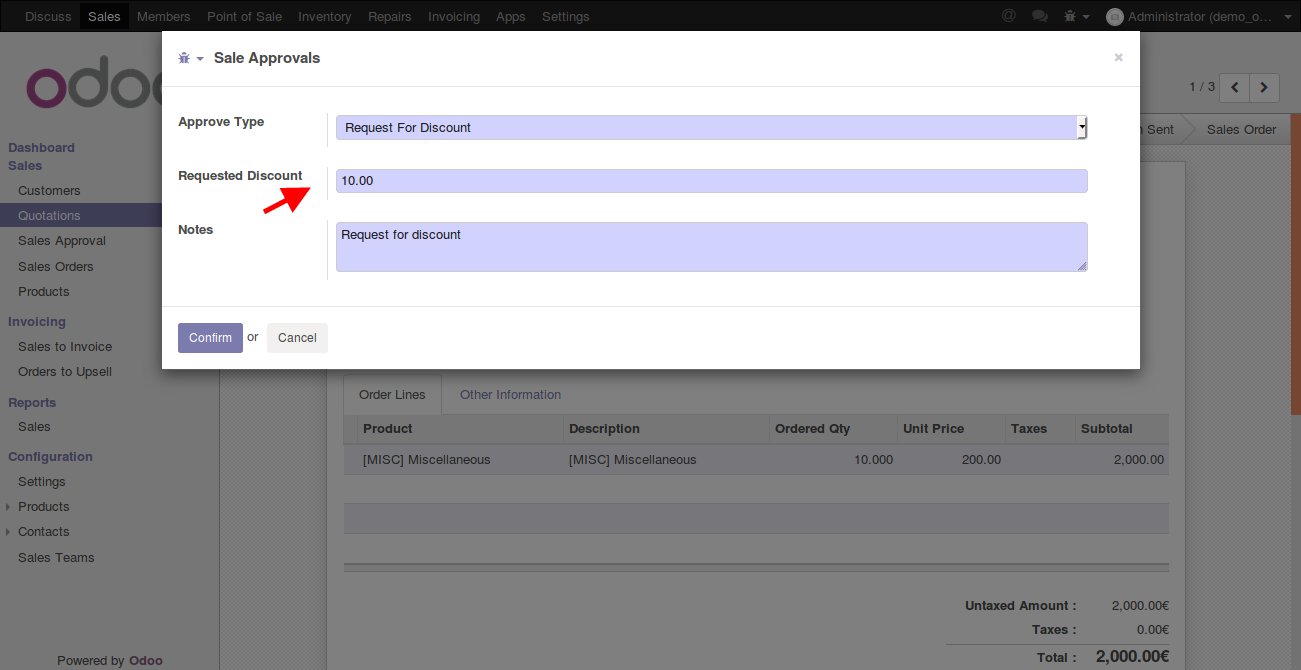 Discuss Sales Members Point of Sale Inventory Repairs Invoicing Apps Settings @ Administrator (demo_o...
odoo
Sale Approvals ×
Approve Type Request For Discount
Requested Discount 10.00
Notes Request for discount
Confirm or Cancel
1 / 3
Sent Sales Order
Dashboard
Sales
Customers
Quotations
Sales Approval
Sales Orders
Products
Invoicing
Sales to Invoice
Orders to Upsell
Reports
Sales
Configuration
Settings
Products
Contacts
Sales Teams
Powered by Odoo
Order Lines Other Information
Product Description Ordered Qty Unit Price Taxes Subtotal
[MISC] Miscellaneous [MISC] Miscellaneous 10.000 200.00 2,000.00
Untaxed Amount : 2,000.00€
Taxes : 0.00€
Total : 2,000.00€